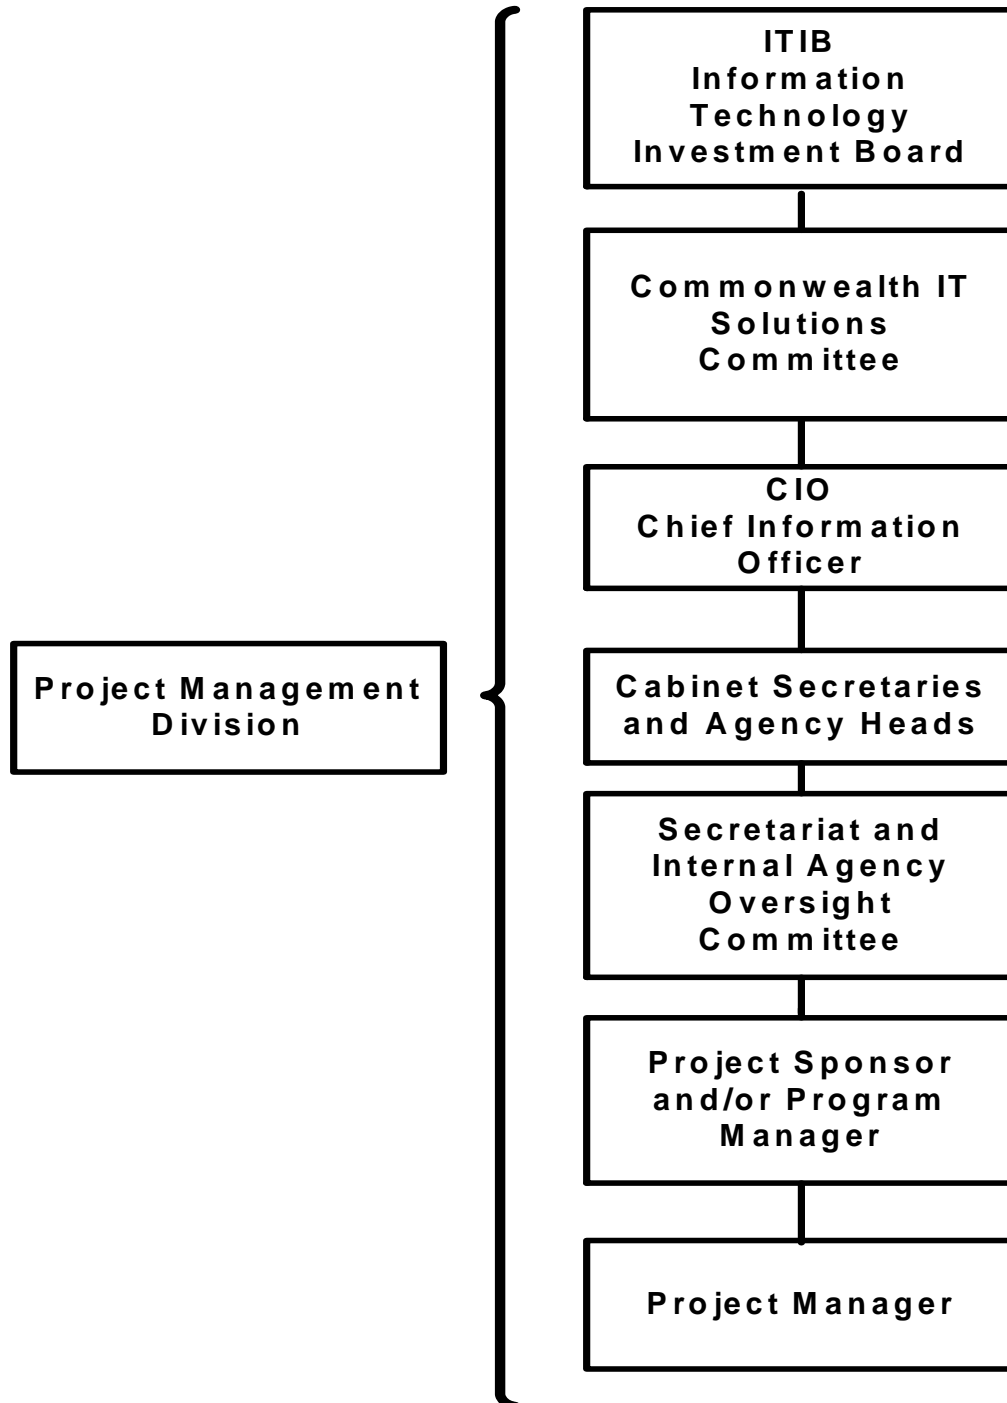 ITIB
Information
Technology
Investment Board
Commonwealth IT
Solutions
Committee
CIO
Chief Information
Officer
Project Management
Division
Cabinet Secretaries
and Agency Heads
Secretariat and
Internal Agency
Oversight
Committee
Project Sponsor
and/or Program
Manager
Project Manager